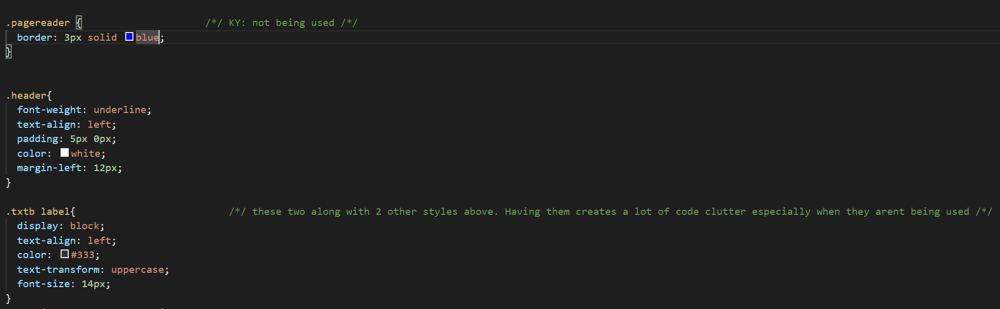 .pagereader {                    /*/ KY: not being used /*/
  border: 3px solid blue;
}
.header{
  font-weight: underline;
  text-align: left;
  padding: 5px 0px;
  color: white;
  margin-left: 12px;
}
.txtb label{                    /*/ these two along with 2 other styles above. Having them creates a lot of code clutter especially when they arent being used /*/
  display: block;
  text-align: left;
  color: #333;
  text-transform: uppercase;
  font-size: 14px;
}